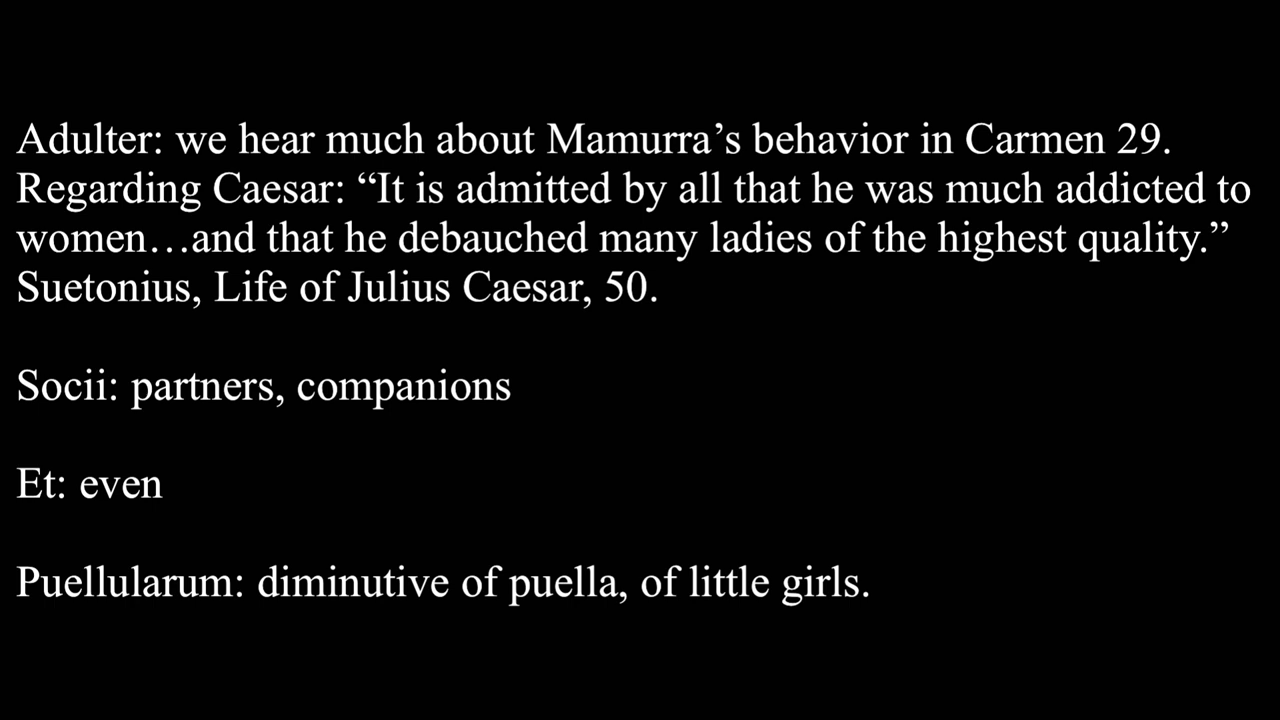 Adulter: we hear much about Mamurra’s behavior in Carmen 29.
Regarding Caesar: “It is admitted by all that he was much addicted to
women…and that he debauched many ladies of the highest quality.”
Suetonius, Life of Julius Caesar, 50.
Socii: partners, companions
Et: even
Puellularum: diminutive of puella, of little girls.